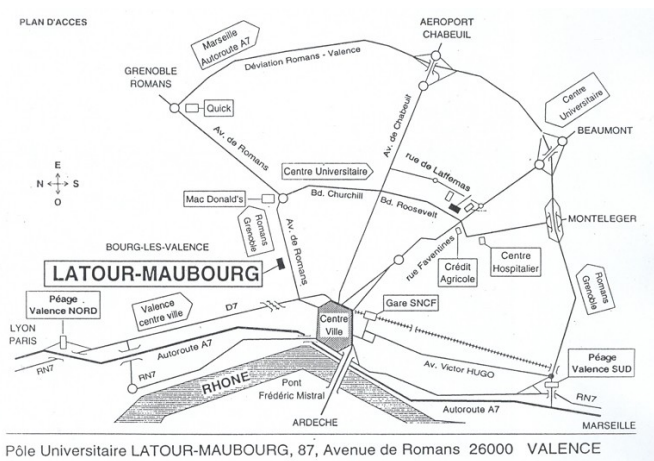 PLAN D'ACCES
AEROPORT
CHABEUIL
Marseille
Autoroute A7
Déviation Romans - Valence
GRENOBLE
ROMANS
Quick
Centre
Universitaire
BEAUMONT
Av. de Romans
Av. de Chabeuil
Centre Universitaire
rue de Laffemas
E
N
S
O
Mac Donald's
Bd. Churchill
Bd. Roosevelt
MONTELEGER
Romans
Grenoble
Av. de Romans
rue Faventines
BOURG-LES-VALENCE
LATOUR-MAUBOURG
Crédit
Agricole
Centre
Hospitalier
Romans
Grenoble
Péage
Valence NORD
Valence
centre ville
D7
Gare SNCF
Centre
Ville
LYON
PARIS
Autoroute A7
RN7
RN7
RHONE
Pont
Frédéric Mistral
Av. Victor HUGO
Péage
Valence SUD
RN7
Autoroute A7
ARDECHE
MARSEILLE
Pôle Universitaire LATOUR-MAUBOURG, 87, Avenue de Romans 26000 VALENCE